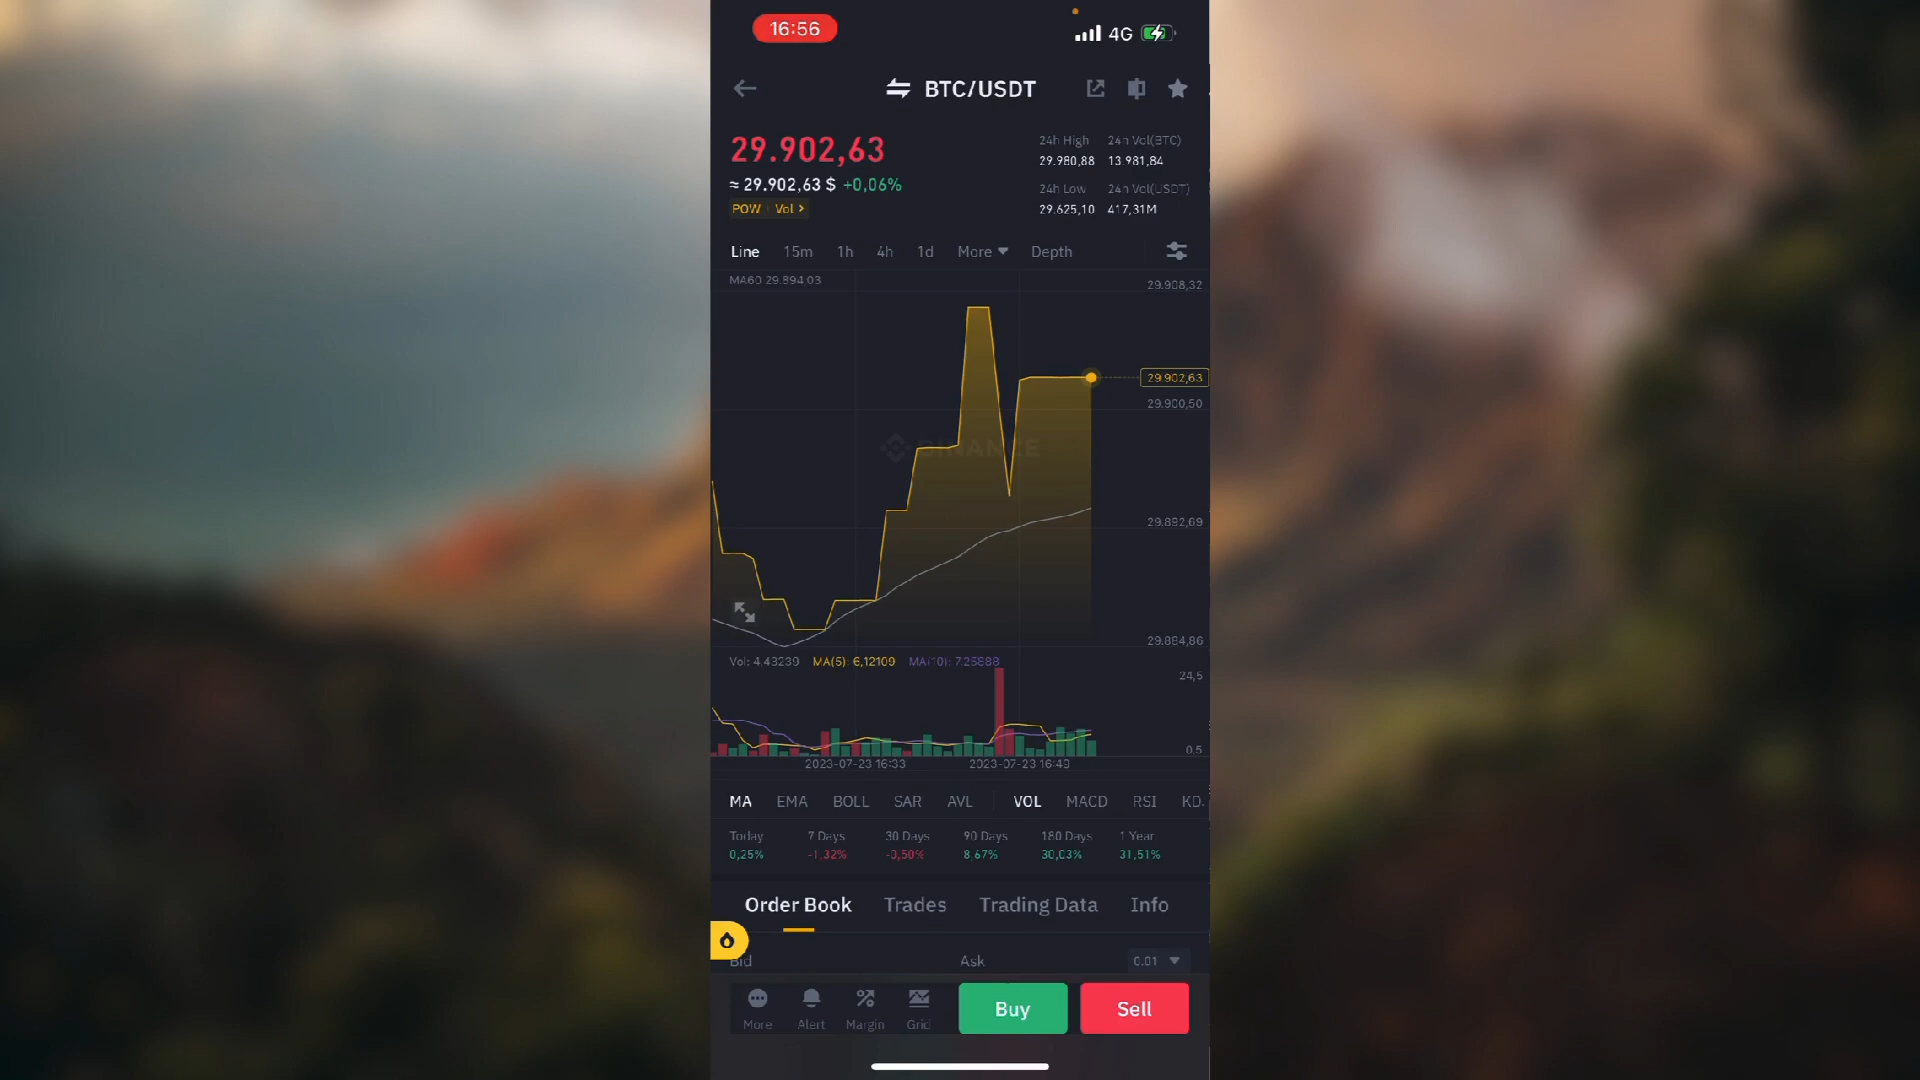 16:56
4G
BTC/USDT
29.902,63
≈ 29.902,63 $ +0,06%
POW Vol >
24h High
29.980,88
24h Vol(BTC)
13.981,84
24h Low
29.625,10
24h Vol(USDT)
417,31M
Line 15m 1h 4h 1d More Depth
MA60 29.894,03
29.908,32
29.902,63
29.900,50
BINANCE
29.892,69
29.884,86
Vol: 4,43239 MA(5): 6,12109 MA(10): 7,25888
24,5
0,5
2023-07-23 16:33 2023-07-23 16:48
MA EMA BOLL SAR AVL VOL MACD RSI KD
Today 7 Days 30 Days 90 Days 180 Days 1 Year
0,25% -1,32% -0,50% 8,67% 30,03% 31,51%
Order Book Trades Trading Data Info
Bid Ask 0.01
More Alert Margin Grid Buy Sell